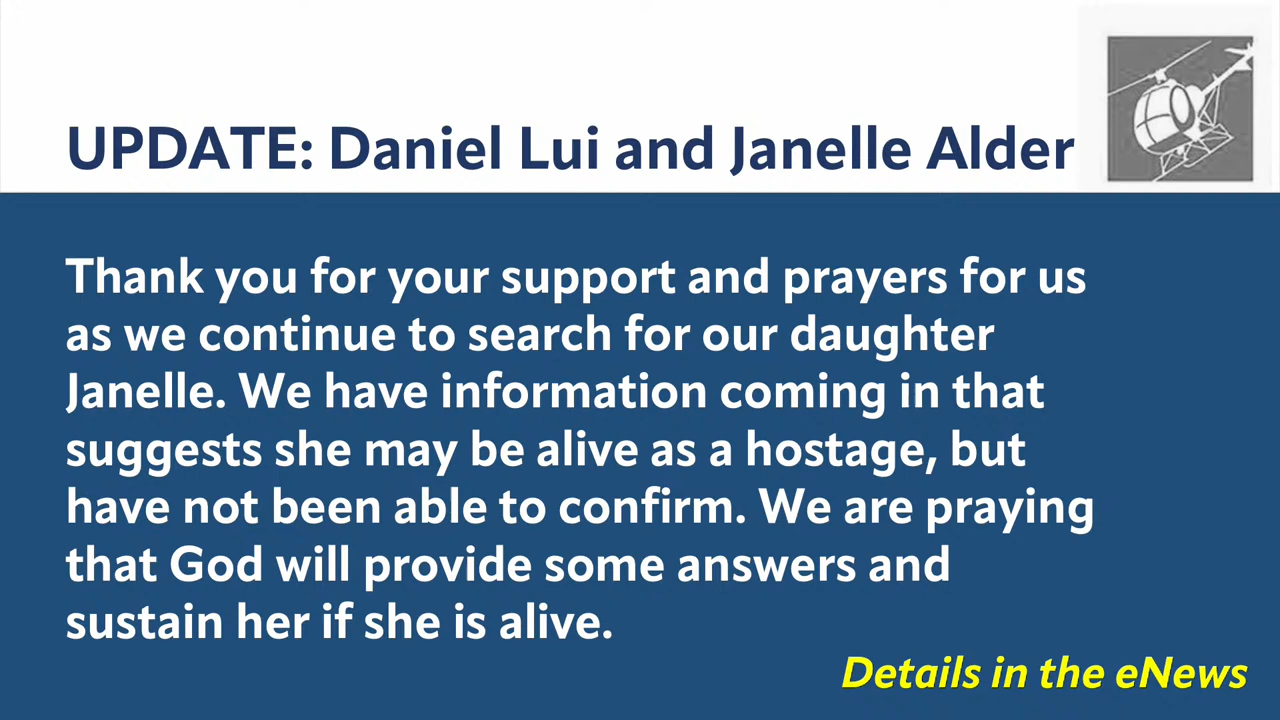 UPDATE: Daniel Lui and Janelle Alder
Thank you for your support and prayers for us
as we continue to search for our daughter
Janelle. We have information coming in that
suggests she may be alive as a hostage, but
have not been able to confirm. We are praying
that God will provide some answers and
sustain her if she is alive.
Details in the eNews